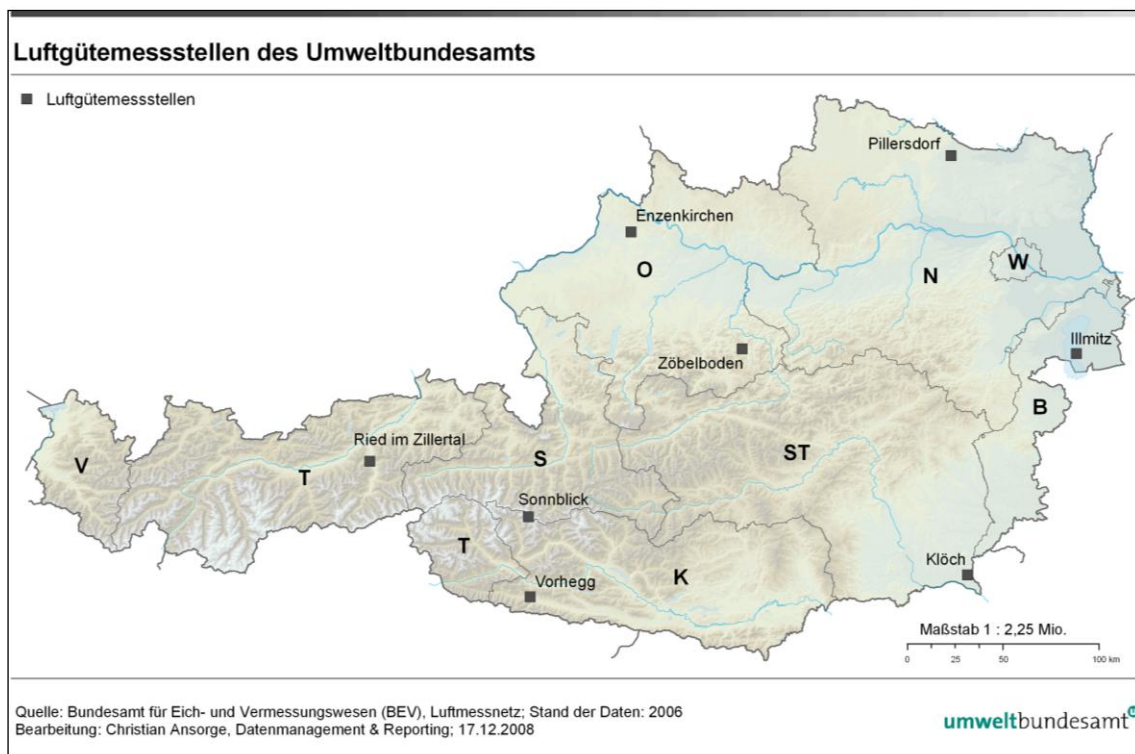 Luftgütemessstellen des Umweltbundesamts
Luftgütemessstellen
Pillersdorf
Enzenkirchen
O
N
W
Zöbelboden
Illmitz
B
V
Ried im Zillertal
T
S
ST
Sonnblick
T
K
Klöch
Vorhegg
Maßstab 1 : 2,25 Mio.
0 25 50 100 km
Quelle: Bundesamt für Eich- und Vermessungswesen (BEV), Luftmessnetz; Stand der Daten: 2006
Bearbeitung: Christian Ansorge, Datenmanagement & Reporting; 17.12.2008
umweltbundesamt